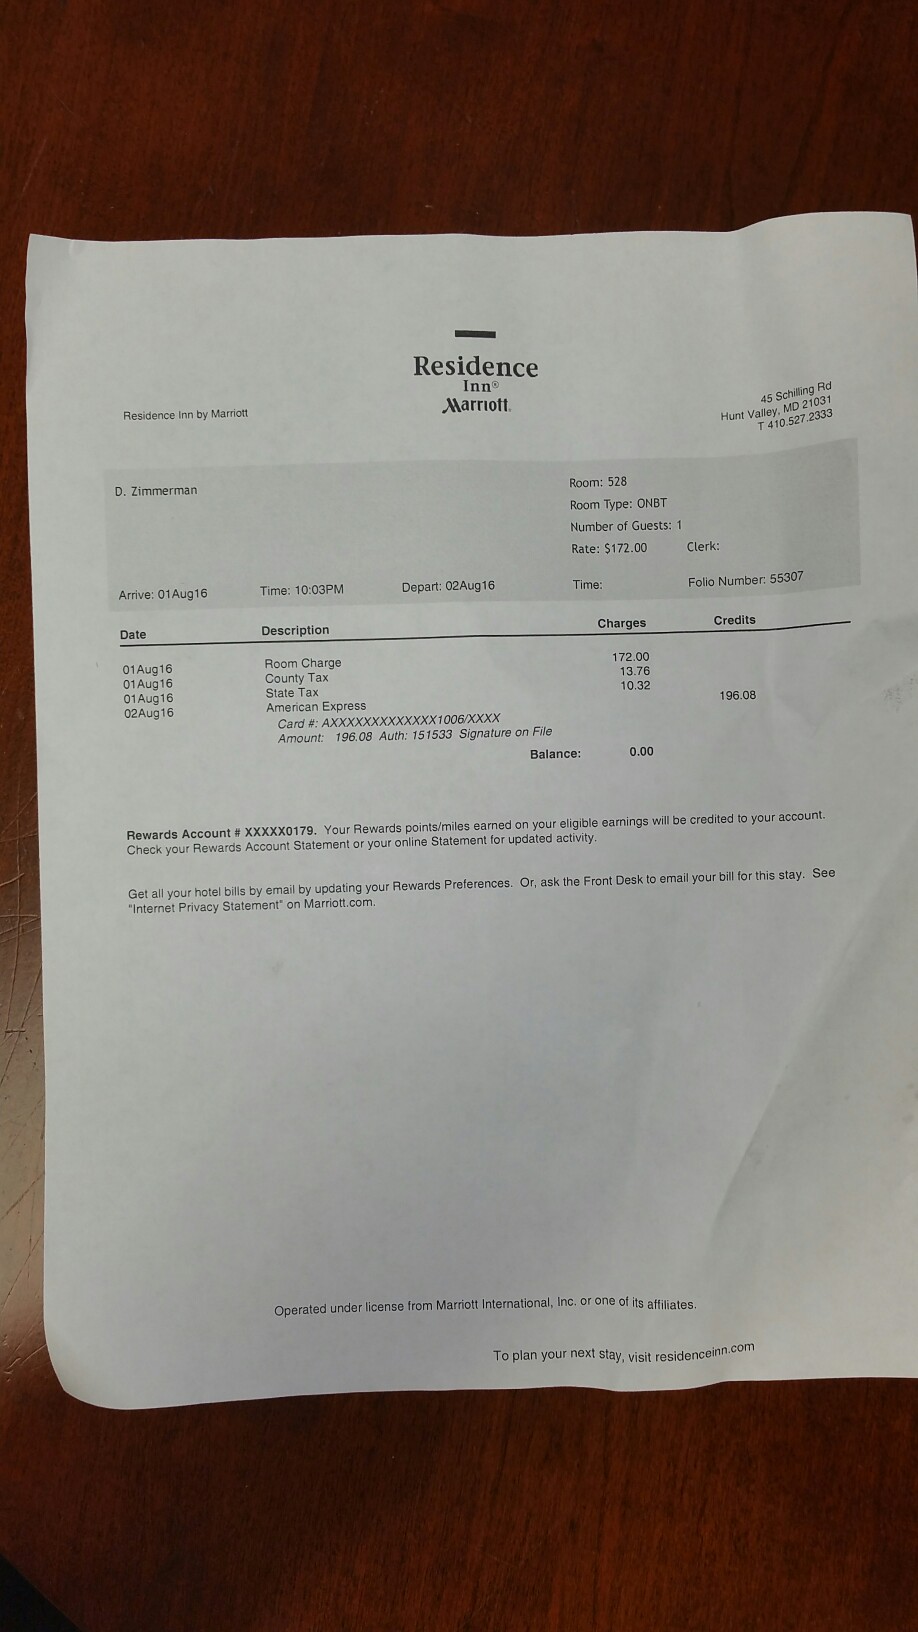 Residence
Inn®
Marriott.
Residence Inn by Marriott
45 Schilling Rd
Hunt Valley, MD 21031
T 410.527.2333
D. Zimmerman
Room: 528
Room Type: ONBT
Number of Guests: 1
Rate: $172.00 Clerk:
Arrive: 01Aug16 Time: 10:03PM Depart: 02Aug16 Time: Folio Number: 55307
Date Description Charges Credits
01Aug16 Room Charge 172.00
01Aug16 County Tax 13.76
01Aug16 State Tax 10.32
02Aug16 American Express 196.08
Card #: AXXXXXXXXXXXXXX1006/XXXX
Amount: 196.08 Auth: 151533 Signature on File
Balance: 0.00
Rewards Account # XXXXX0179. Your Rewards points/miles earned on your eligible earnings will be credited to your account.
Check your Rewards Account Statement or your online Statement for updated activity.
Get all your hotel bills by email by updating your Rewards Preferences. Or, ask the Front Desk to email your bill for this stay. See
"Internet Privacy Statement" on Marriott.com.
Operated under license from Marriott International, Inc. or one of its affiliates.
To plan your next stay, visit residenceinn.com